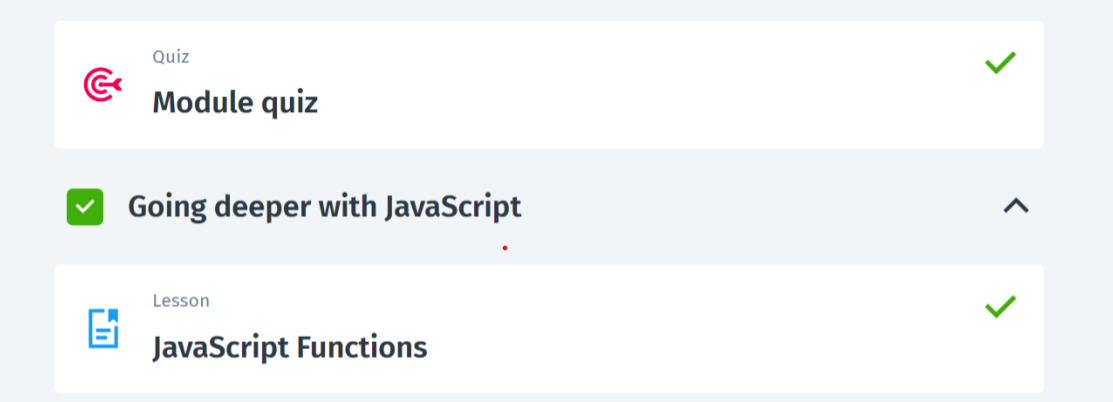 Quiz
Module quiz
Going deeper with JavaScript
Lesson
JavaScript Functions